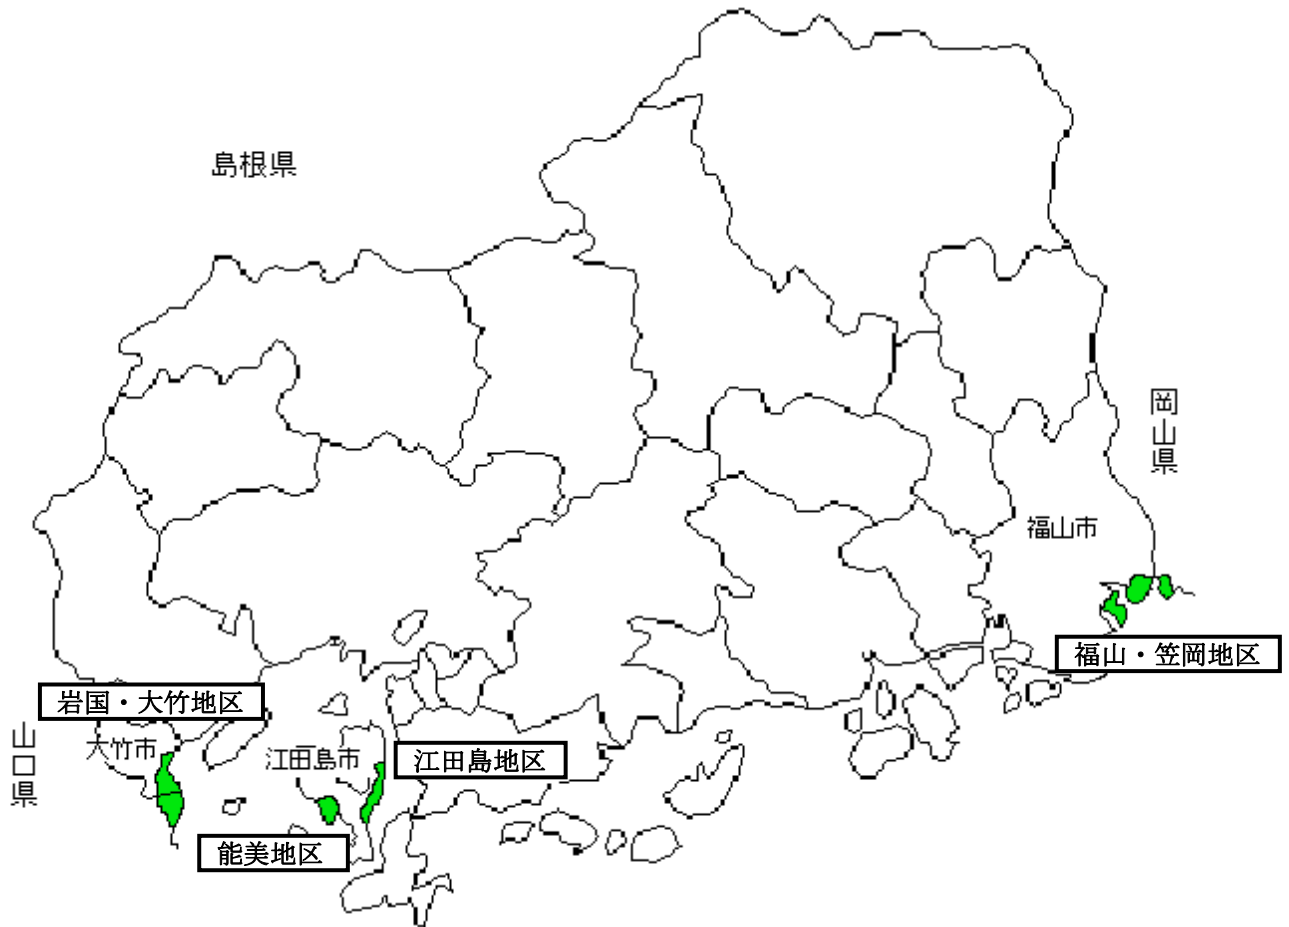 島根県
岡山県
福山市
福山・笠岡地区
岩国・大竹地区
山口県
大竹市
江田島市
江田島地区
能美地区